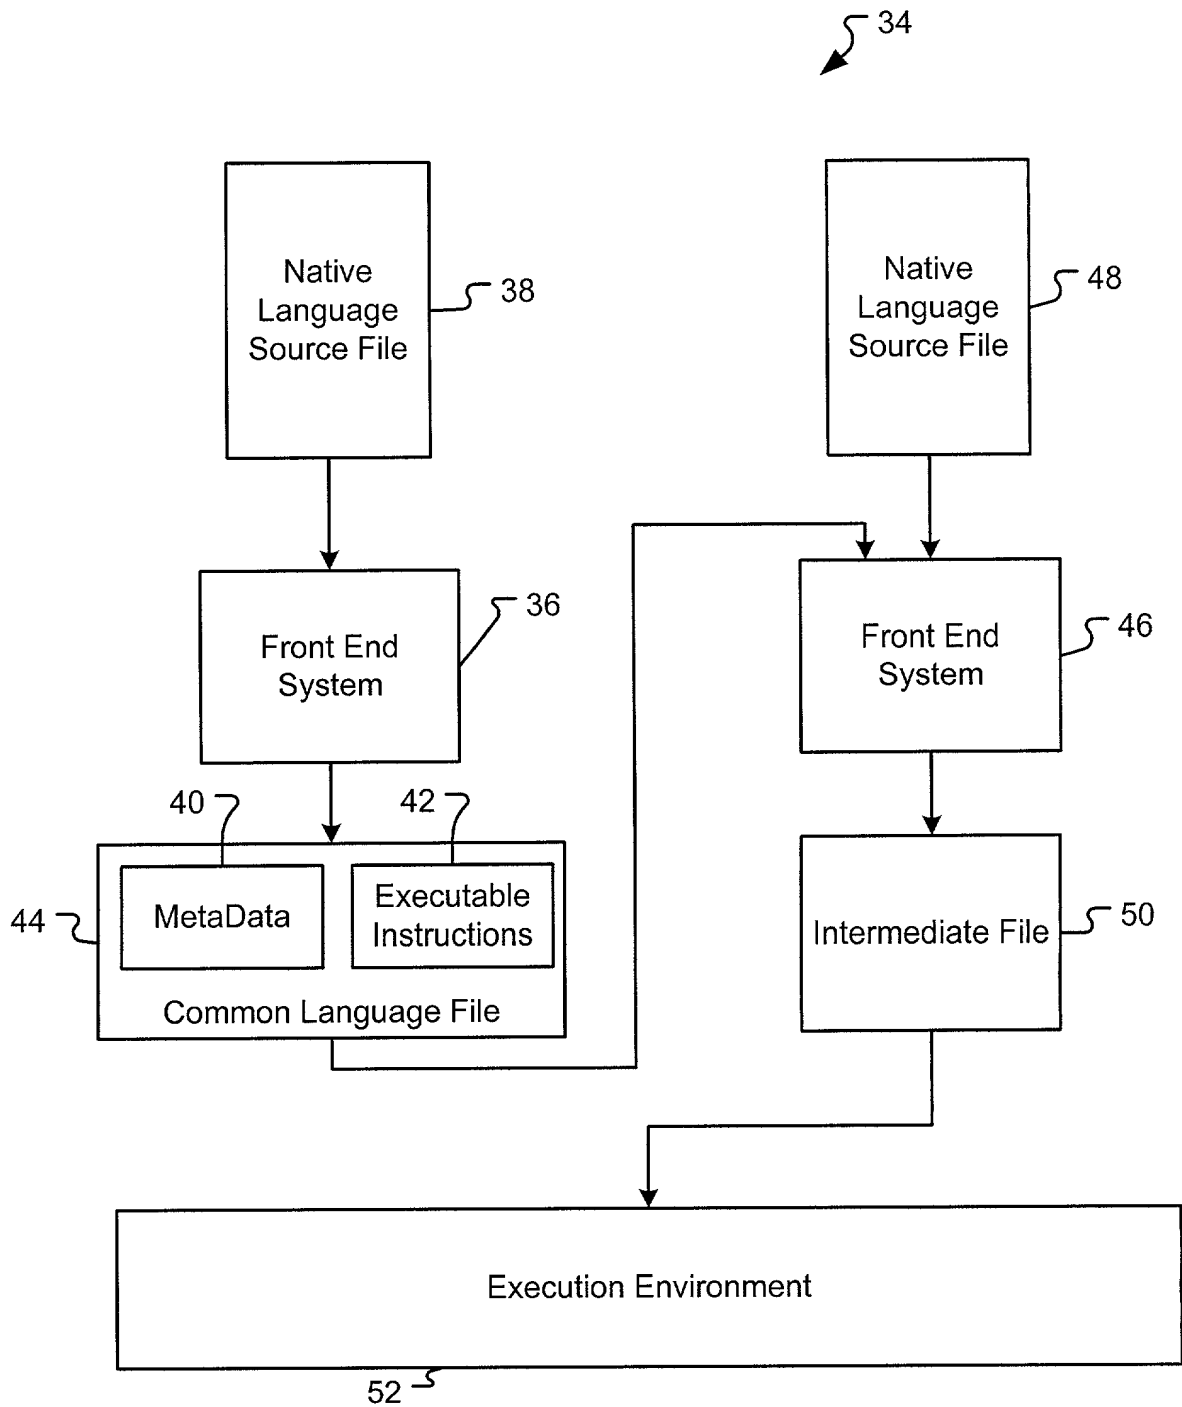 34
Native
Language
Source File
38
Native
Language
Source File
48
Front End
System
36
Front End
System
46
40
42
MetaData
Executable
Instructions
44
Common Language File
Intermediate File
50
Execution Environment
52